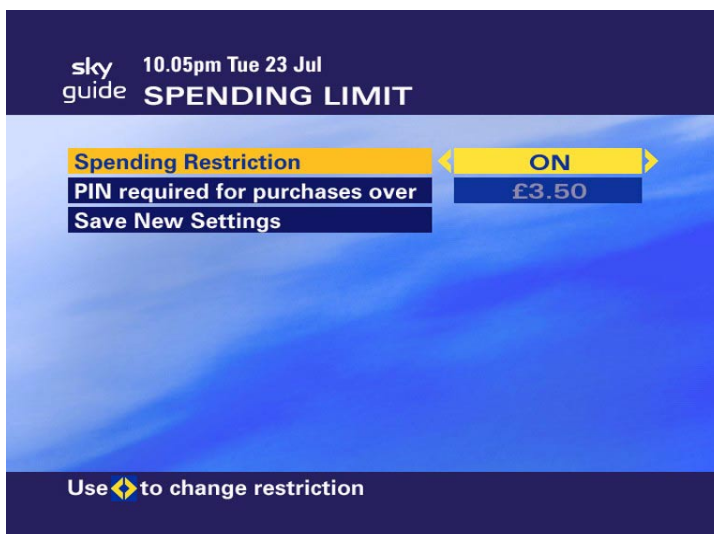 sky 10.05pm Tue 23 Jul
guide SPENDING LIMIT
Spending Restriction ON
PIN required for purchases over £3.50
Save New Settings
Use to change restriction